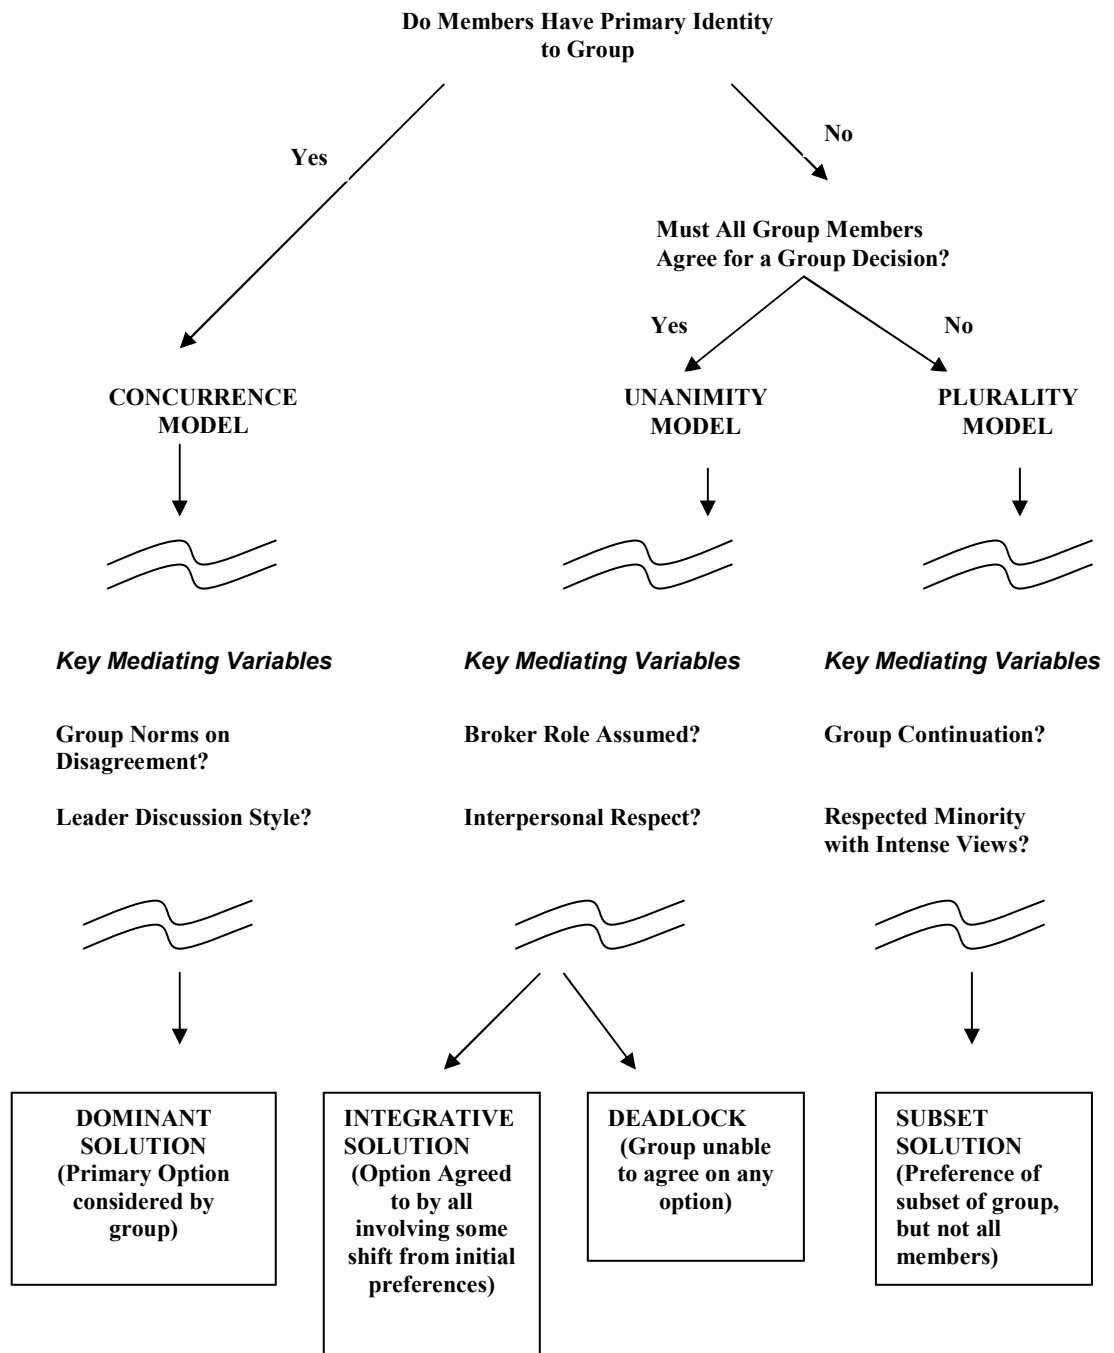 Do Members Have Primary Identity
to Group
Yes
No
Must All Group Members
Agree for a Group Decision?
Yes
No
CONCURRENCE
MODEL
UNANIMITY
MODEL
PLURALITY
MODEL
Key Mediating Variables
Group Norms on
Disagreement?
Leader Discussion Style?
Key Mediating Variables
Broker Role Assumed?
Interpersonal Respect?
Key Mediating Variables
Group Continuation?
Respected Minority
with Intense Views?
DOMINANT
SOLUTION
(Primary Option
considered by
group)
INTEGRATIVE
SOLUTION
(Option Agreed
to by all
involving some
shift from initial
preferences)
DEADLOCK
(Group unable
to agree on any
option)
SUBSET
SOLUTION
(Preference of
subset of group,
but not all
members)